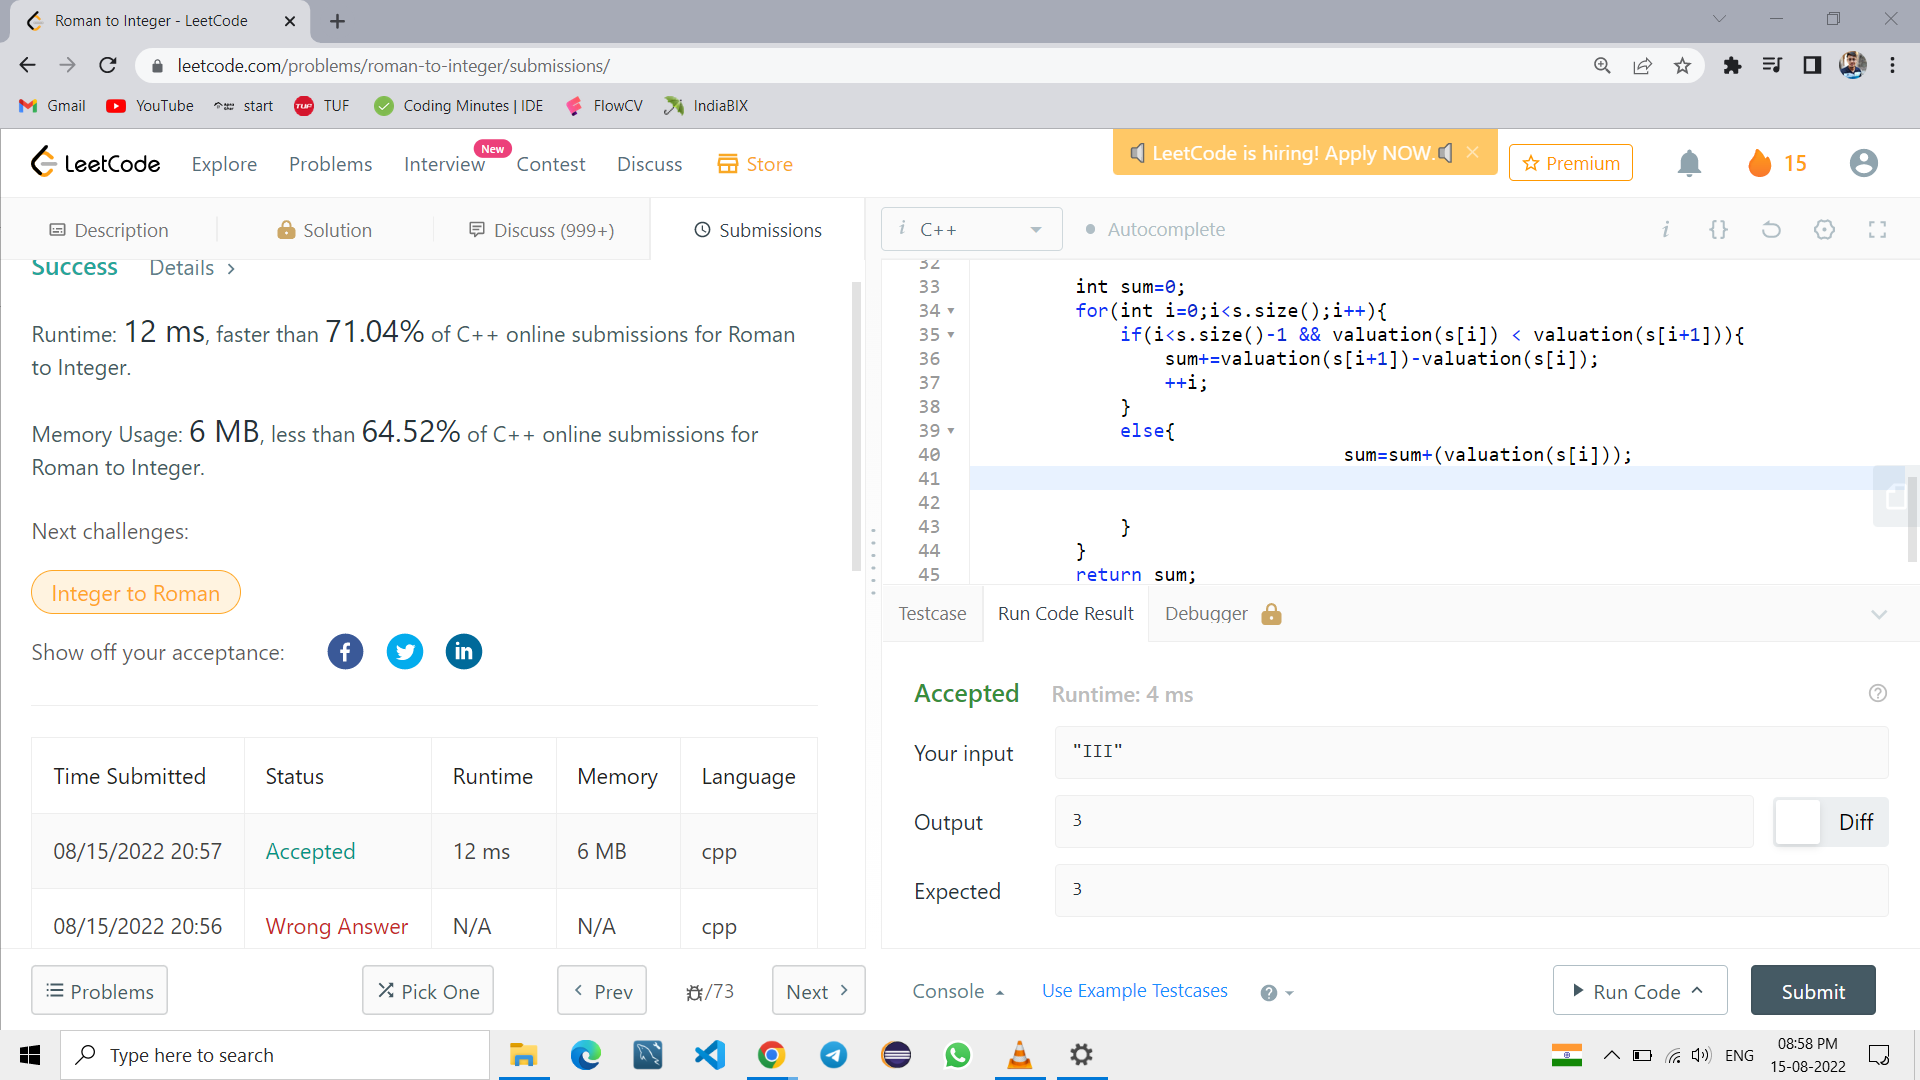 Roman to Integer - LeetCode
leetcode.com/problems/roman-to-integer/submissions/
Gmail YouTube start TUF Coding Minutes | IDE FlowCV IndiaBIX
LeetCode Explore Problems Interview New Contest Discuss Store LeetCode is hiring! Apply NOW. Premium 15
Description Solution Discuss (999+) Submissions
C++ Autocomplete
Success Details
Runtime: 12 ms, faster than 71.04% of C++ online submissions for Roman
to Integer.
Memory Usage: 6 MB, less than 64.52% of C++ online submissions for
Roman to Integer.
Next challenges:
Integer to Roman
Show off your acceptance:
Time Submitted Status Runtime Memory Language
08/15/2022 20:57 Accepted 12 ms 6 MB cpp
08/15/2022 20:56 Wrong Answer N/A N/A cpp
32
33 int sum=0;
34 for(int i=0;i<s.size();i++){
35 if(i<s.size()-1 && valuation(s[i]) < valuation(s[i+1])){
36 sum+=valuation(s[i+1])-valuation(s[i]);
37 ++i;
38 }
39 else{
40 sum=sum+(valuation(s[i]));
41
42
43 }
44 }
45 return sum;
Testcase Run Code Result Debugger
Accepted Runtime: 4 ms
Your input "III"
Output 3 Diff
Expected 3
Problems Pick One Prev /73 Next Console Use Example Testcases Run Code Submit
Type here to search
ENG
08:58 PM
15-08-2022